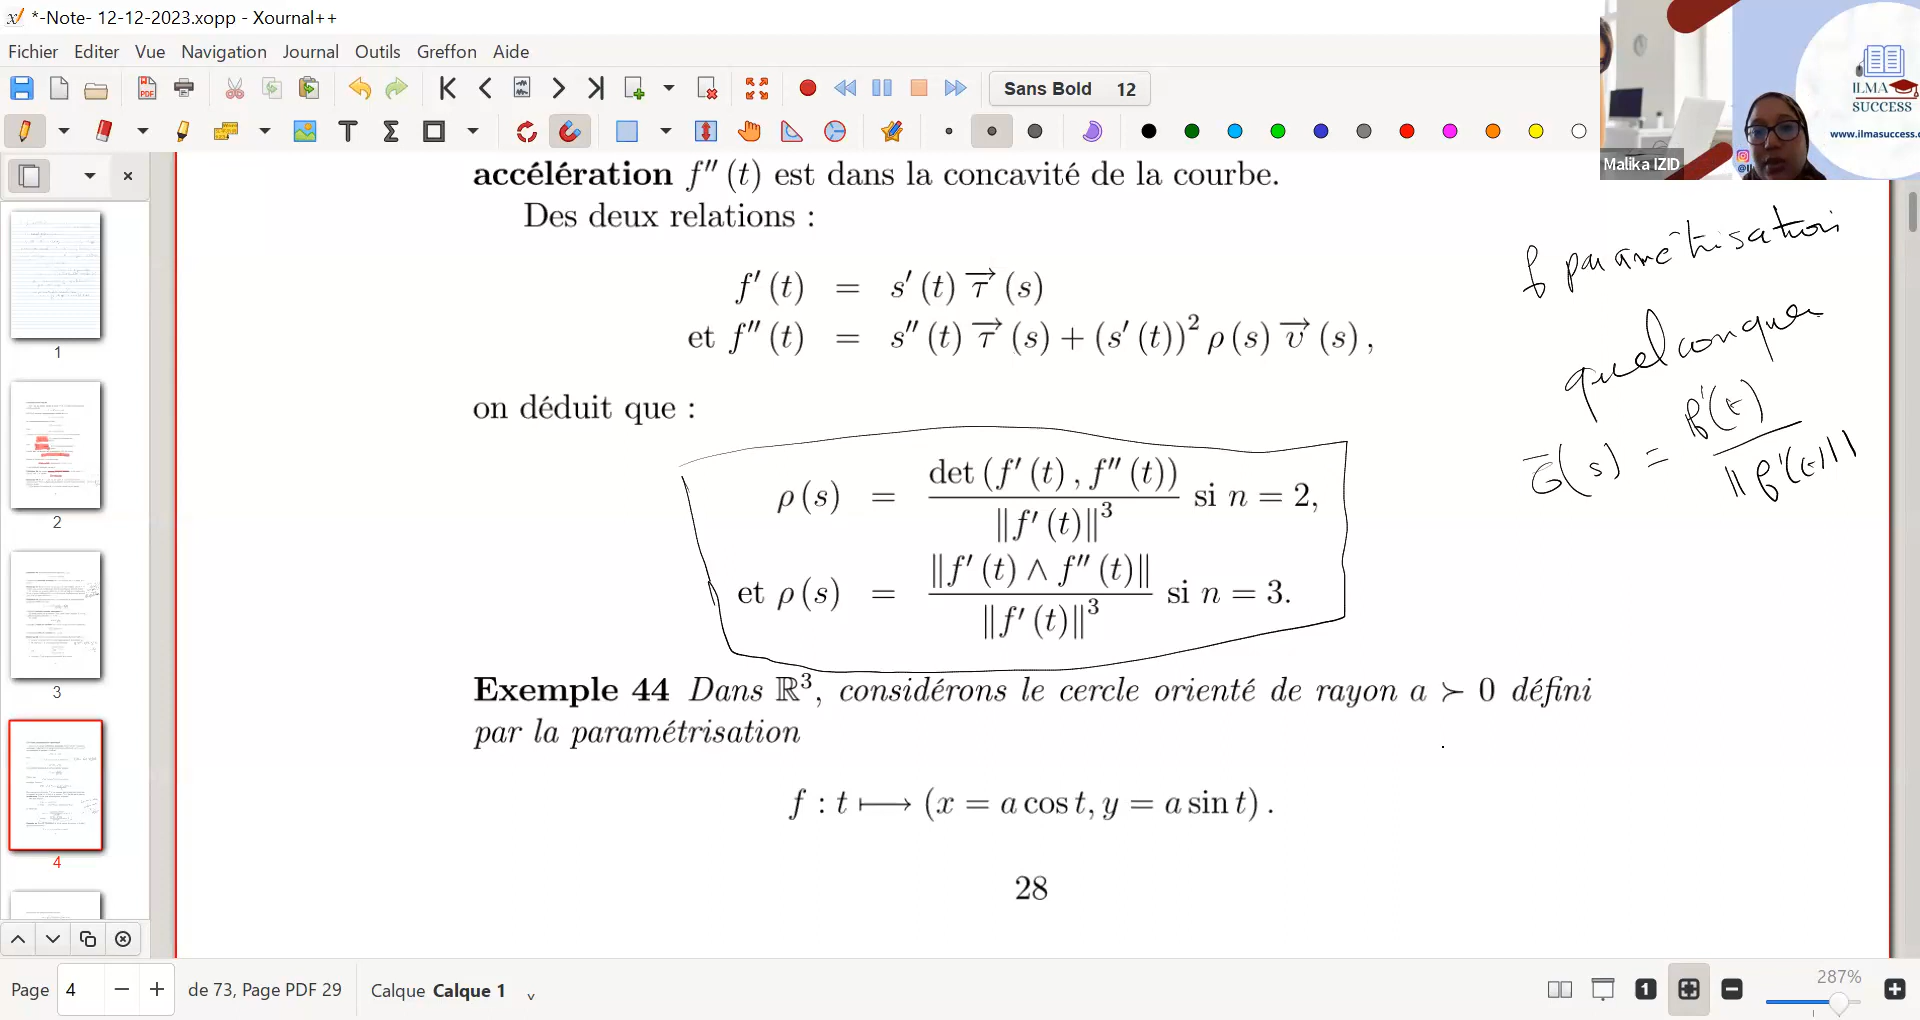 *-Note- 12-12-2023.xopp - Xournal++
Fichier Editer Vue Navigation Journal Outils Greffon Aide
Sans Bold 12
ILMA
SUCCESS
www.ilmasuccess.c
Malika IZID
accélération f″(t) est dans la concavité de la courbe.
Des deux relations :
f′(t) = s′(t) τ⃗(s)
et f″(t) = s″(t) τ⃗(s) + (s′(t))² ρ(s) υ⃗(s),
on déduit que :
ρ(s) = det(f′(t), f″(t)) / ‖f′(t)‖³ si n = 2,
et ρ(s) = ‖f′(t) ∧ f″(t)‖ / ‖f′(t)‖³ si n = 3.
Exemple 44 Dans ℝ³, considérons le cercle orienté de rayon a ≻ 0 défini
par la paramétrisation
f : t ⟼ (x = a cos t, y = a sin t).
28
f paramétrisation
quelconque
(s) = f'(t) / ||f'(t)||
1
2
3
4
Page 4 de 73, Page PDF 29 Calque Calque 1
287%